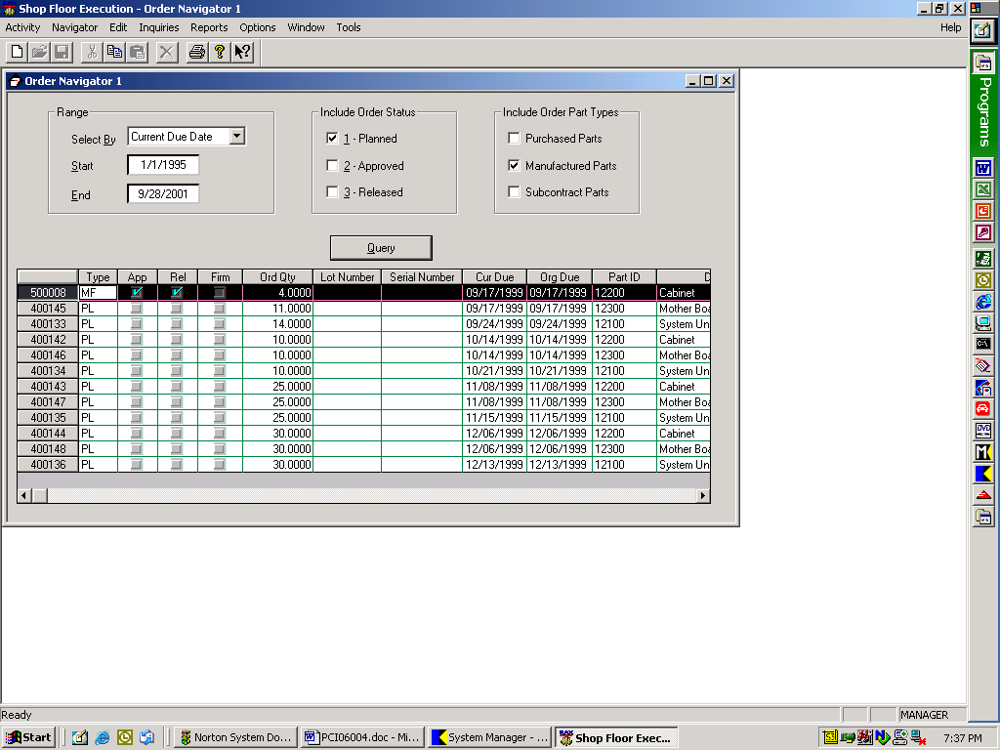 Shop Floor Execution - Order Navigator 1
Activity Navigator Edit Inquiries Reports Options Window Tools Help
Order Navigator 1
Range Include Order Status Include Order Part Types
Select By Current Due Date 1 - Planned Purchased Parts
Start 1/1/1995 2 - Approved Manufactured Parts
End 9/28/2001 3 - Released Subcontract Parts
Query
Type App Rel Firm Ord Qty Lot Number Serial Number Cur Due Org Due Part ID D
500008 MF 4.0000 09/17/1999 09/17/1999 12200 Cabinet
400145 PL 11.0000 09/17/1999 09/17/1999 12300 Mother Boa
400133 PL 14.0000 09/24/1999 09/24/1999 12100 System Un
400142 PL 10.0000 10/14/1999 10/14/1999 12200 Cabinet
400146 PL 10.0000 10/14/1999 10/14/1999 12300 Mother Boa
400134 PL 10.0000 10/21/1999 10/21/1999 12100 System Un
400143 PL 25.0000 11/08/1999 11/08/1999 12200 Cabinet
400147 PL 25.0000 11/08/1999 11/08/1999 12300 Mother Boa
400135 PL 25.0000 11/15/1999 11/15/1999 12100 System Un
400144 PL 30.0000 12/06/1999 12/06/1999 12200 Cabinet
400148 PL 30.0000 12/06/1999 12/06/1999 12300 Mother Boa
400136 PL 30.0000 12/13/1999 12/13/1999 12100 System Un
Programs
DVD
Ready MANAGER
Start Norton System Do... PCI06004.doc - Mi... System Manager - ... Shop Floor Exec... 7:37 PM